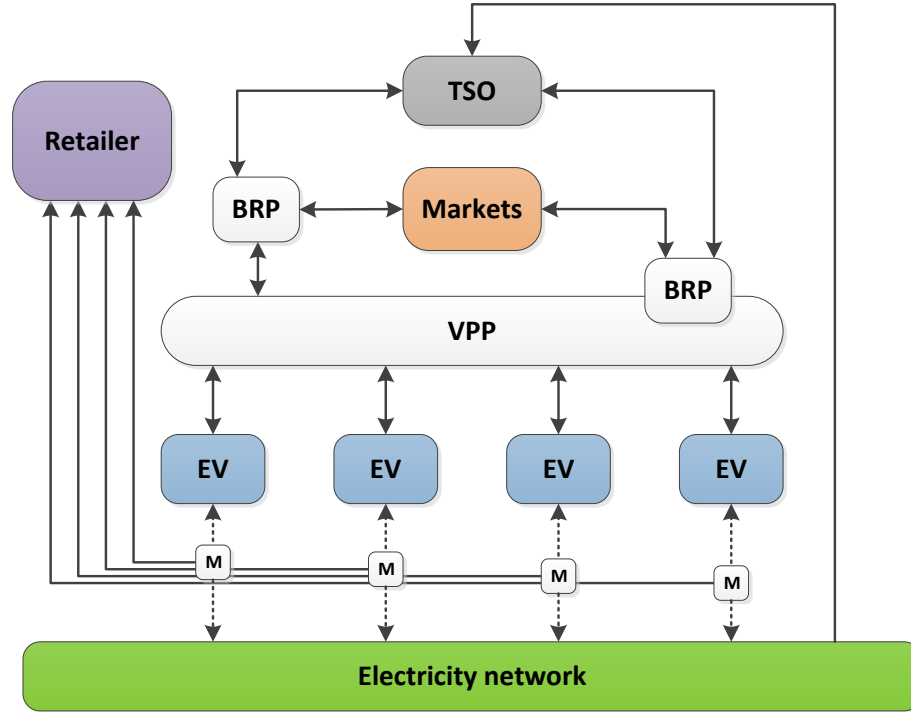 TSO
Retailer
BRP
Markets
BRP
VPP
EV
EV
EV
EV
M
M
M
M
Electricity network